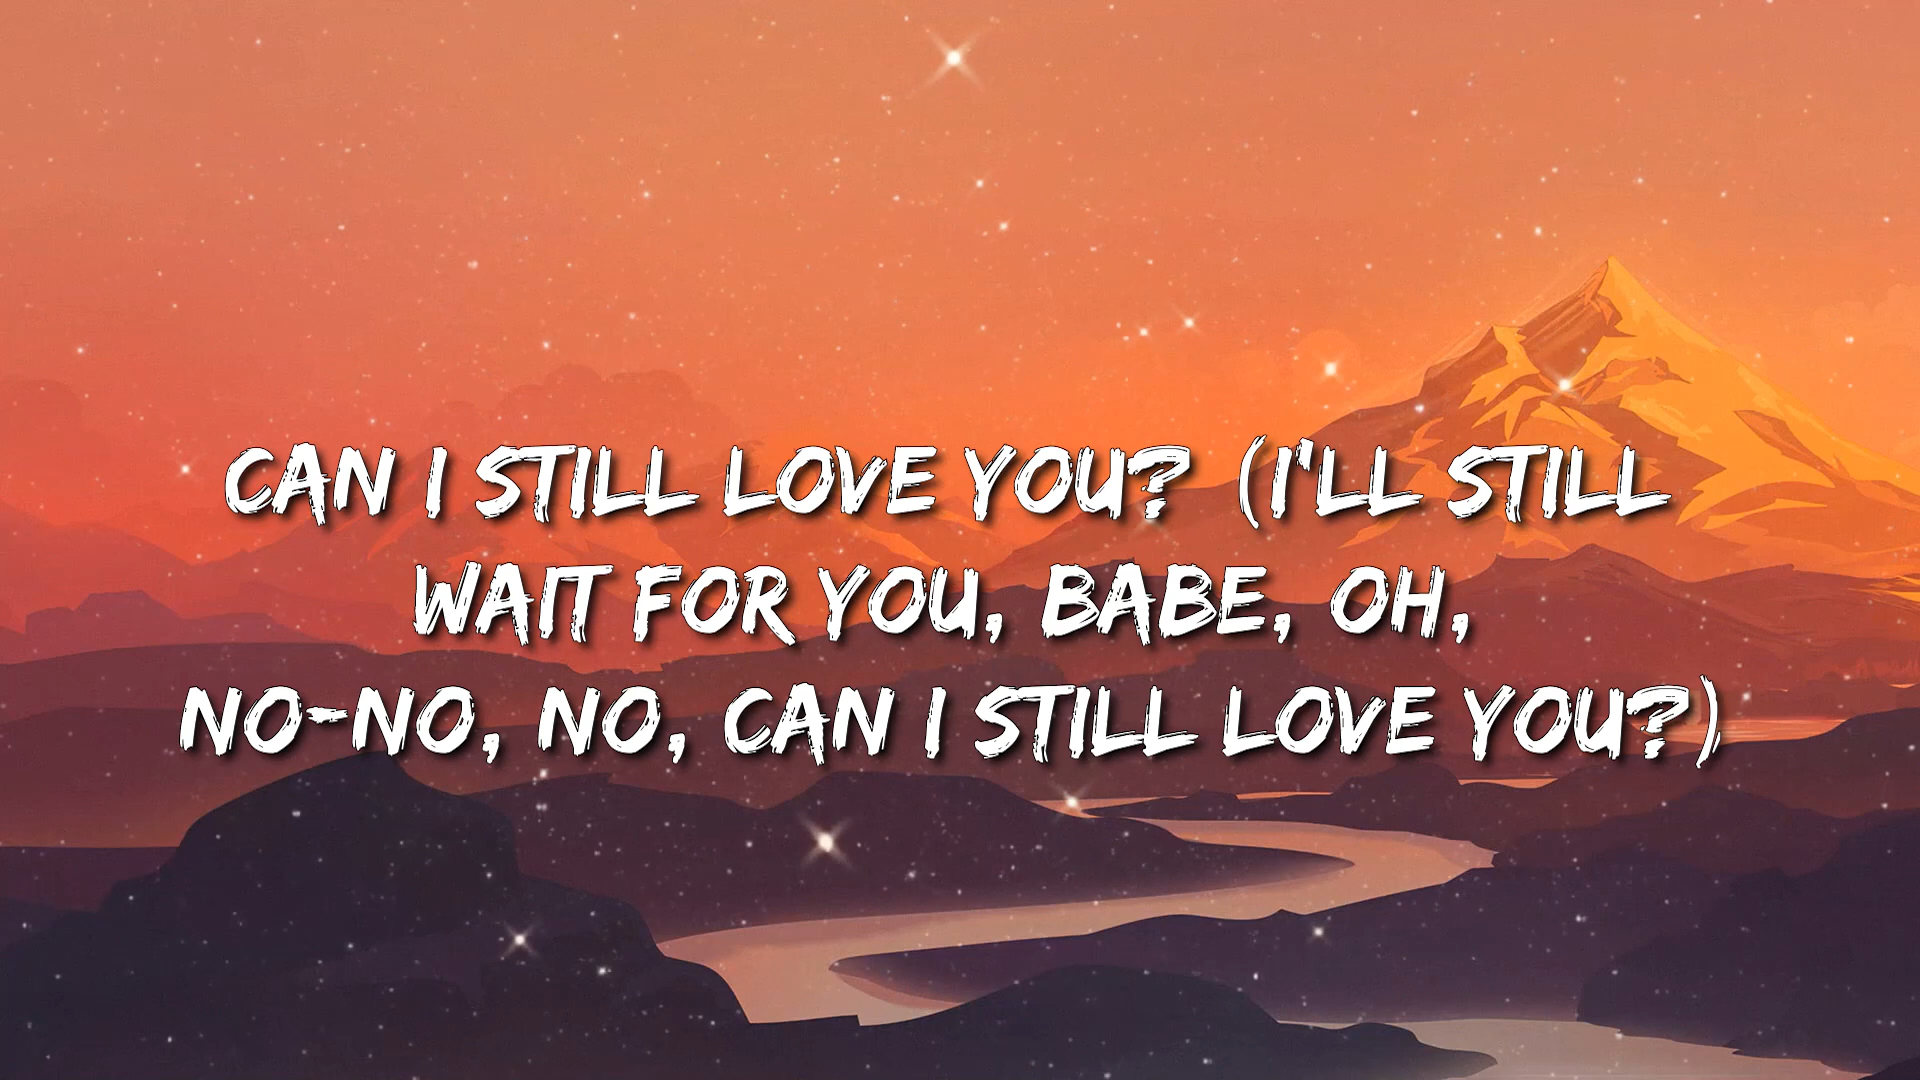 CAN I STILL LOVE YOU? (I'LL STILL
WAIT FOR YOU, BABE, OH,
NO-NO, NO, CAN I STILL LOVE YOU?)